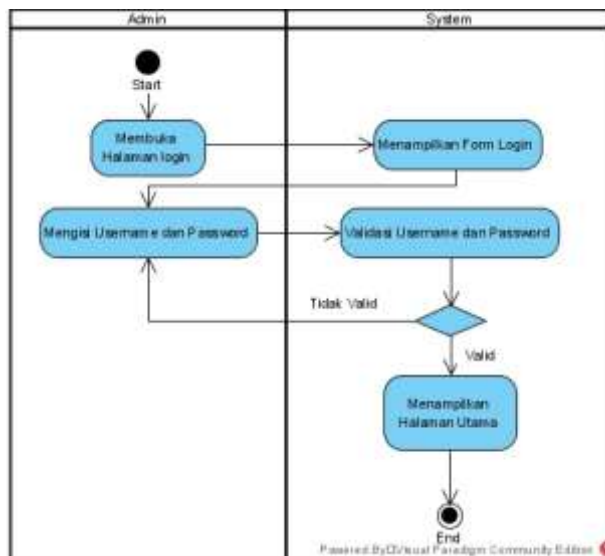 Admin
System
Start
Membuka
Halaman login
Menampilkan Form Login
Mengisi Username dan Password
Validasi Username dan Password
Tidak Valid
Valid
Menampilkan
Halaman Utama
End
Powered By Visual Paradigm Community Edition